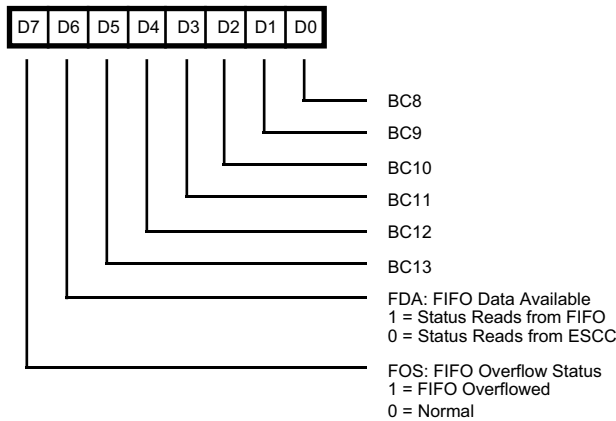 D7 D6 D5 D4 D3 D2 D1 D0
BC8
BC9
BC10
BC11
BC12
BC13
FDA: FIFO Data Available
1 = Status Reads from FIFO
0 = Status Reads from ESCC
FOS: FIFO Overflow Status
1 = FIFO Overflowed
0 = Normal